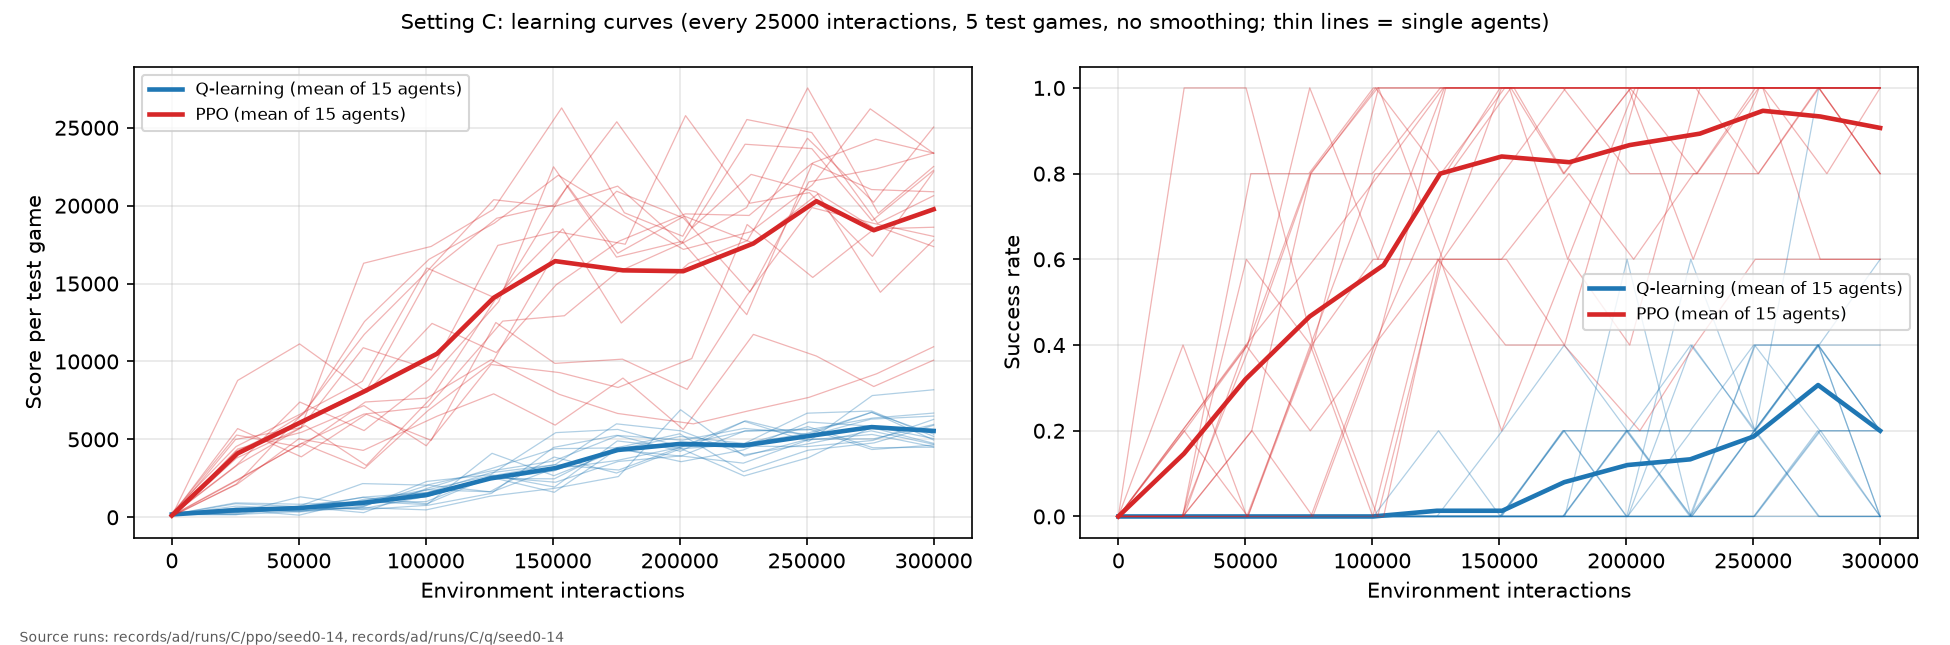 Setting C: learning curves (every 25000 interactions, 5 test games, no smoothing; thin lines = single agents)
Q-learning (mean of 15 agents)
PPO (mean of 15 agents)
Score per test game
25000
20000
15000
10000
5000
0
0 50000 100000 150000 200000 250000 300000
Environment interactions
Success rate
1.0
0.8
0.6
0.4
0.2
0.0
Q-learning (mean of 15 agents)
PPO (mean of 15 agents)
0 50000 100000 150000 200000 250000 300000
Environment interactions
Source runs: records/ad/runs/C/ppo/seed0-14, records/ad/runs/C/q/seed0-14